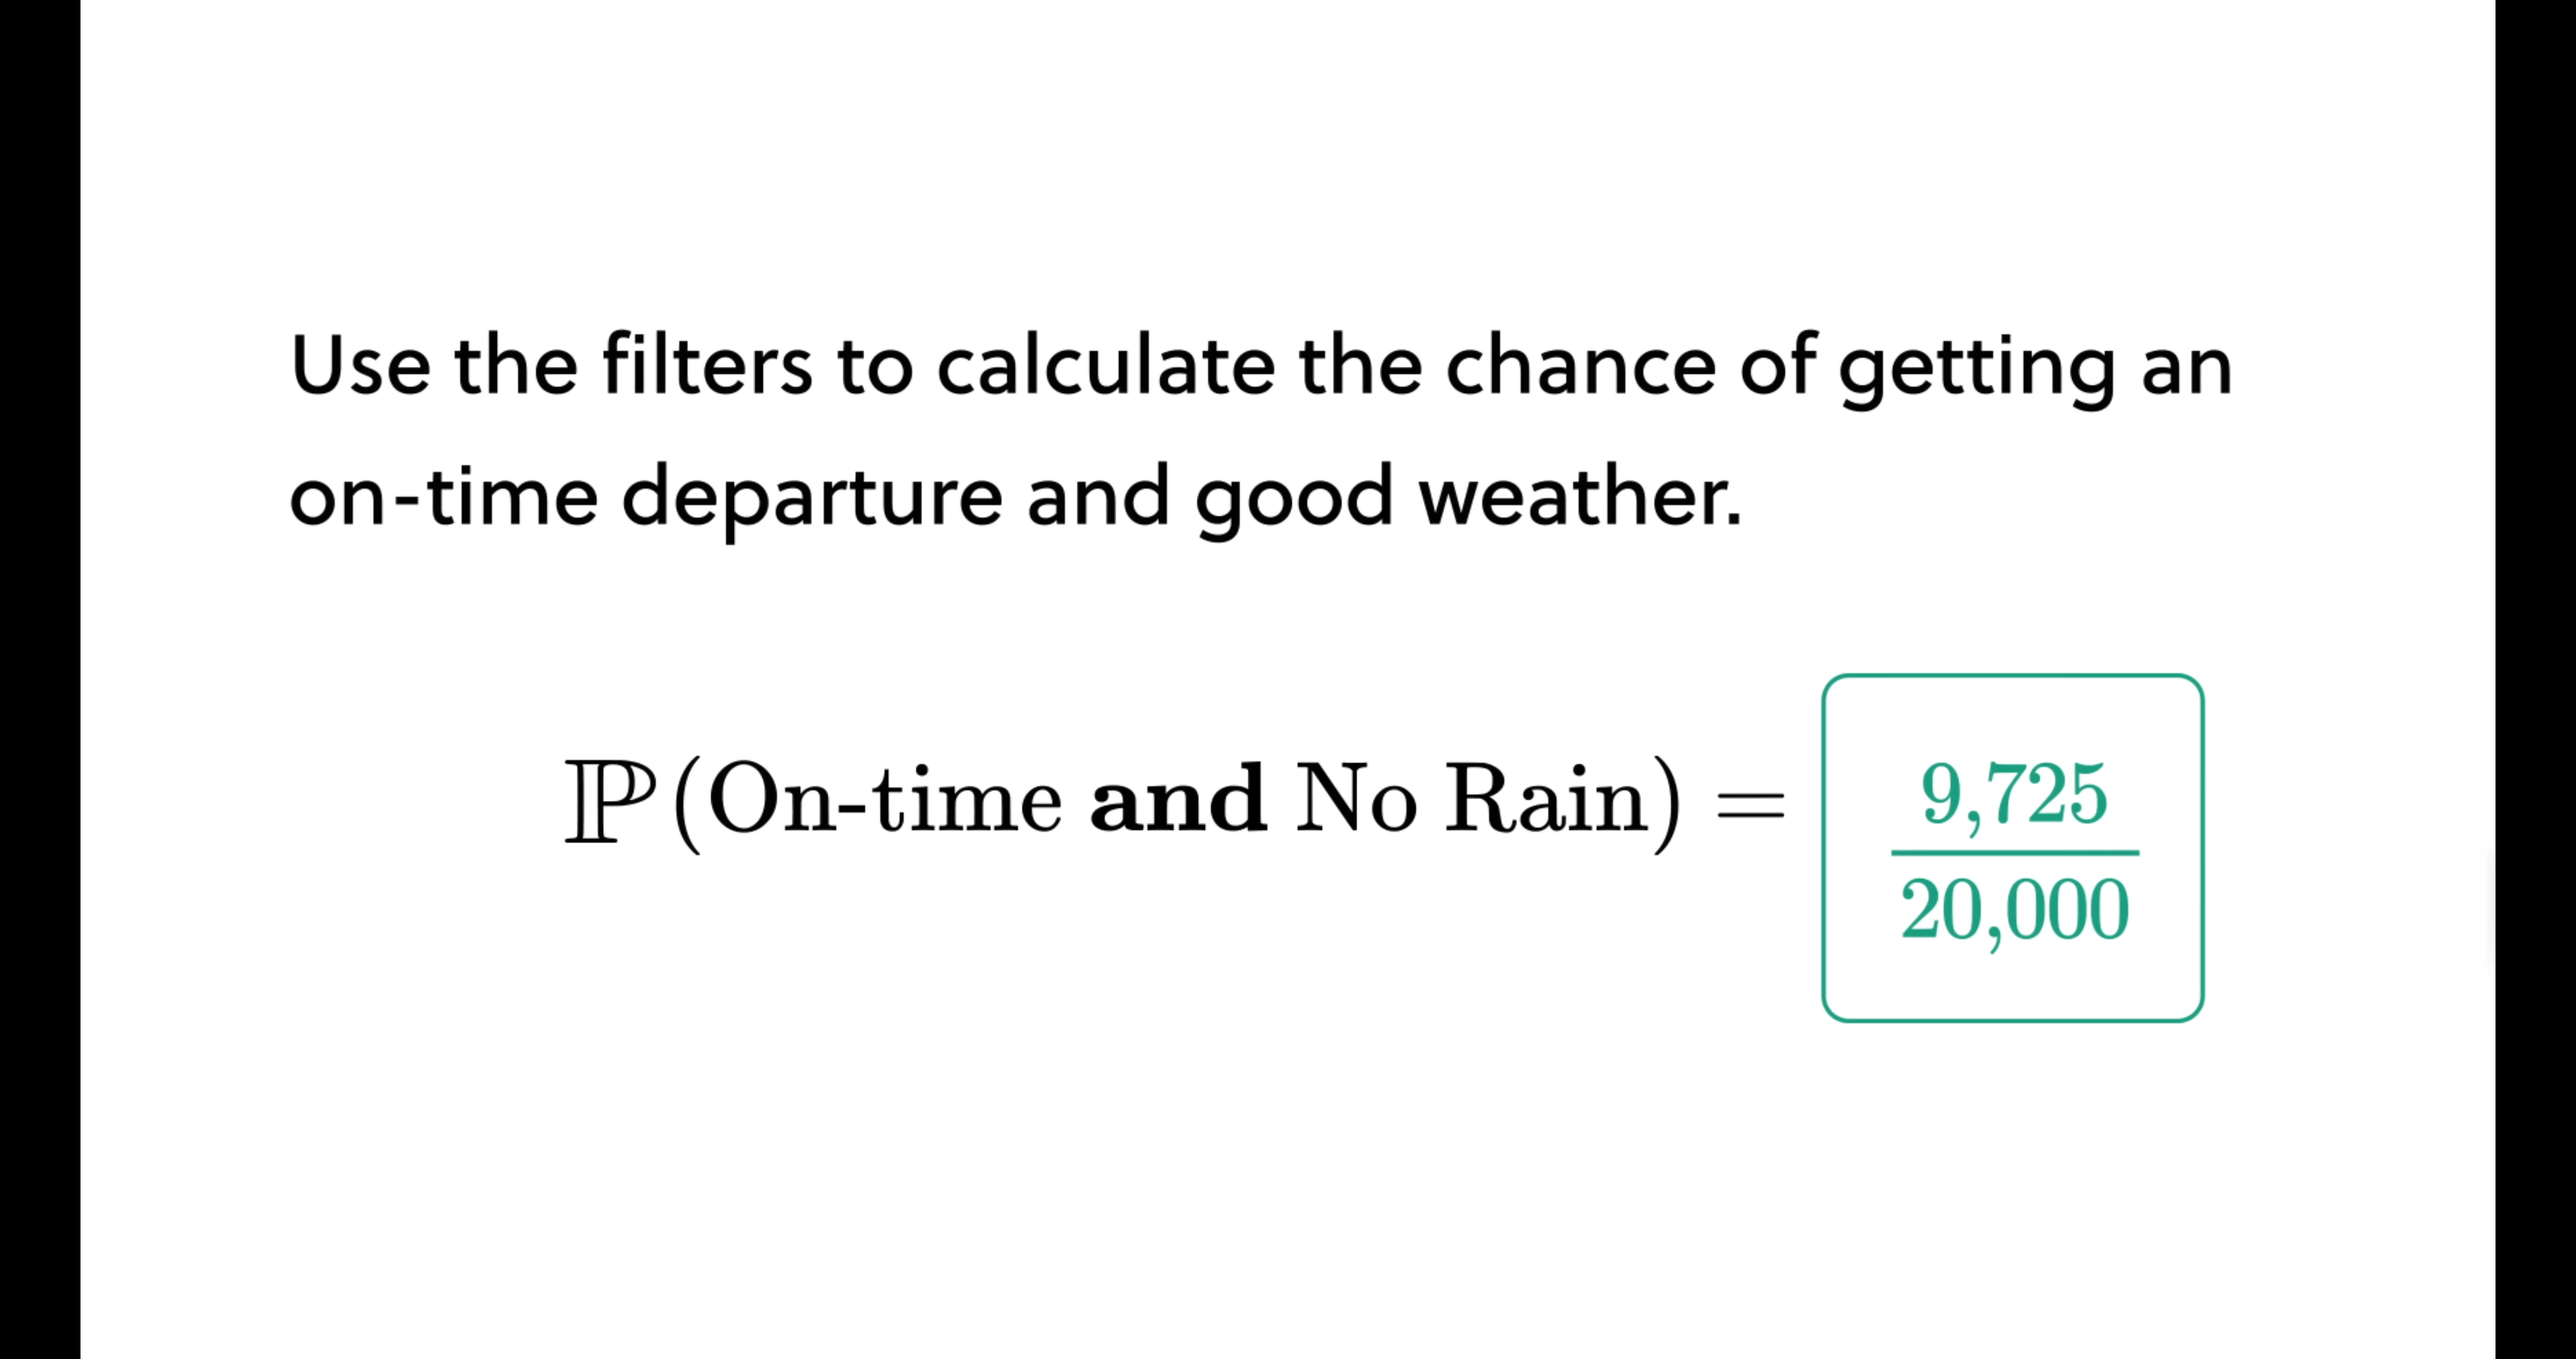 Use the filters to calculate the chance of getting an
on-time departure and good weather.
ℙ(On-time and No Rain) = 9,725/20,000